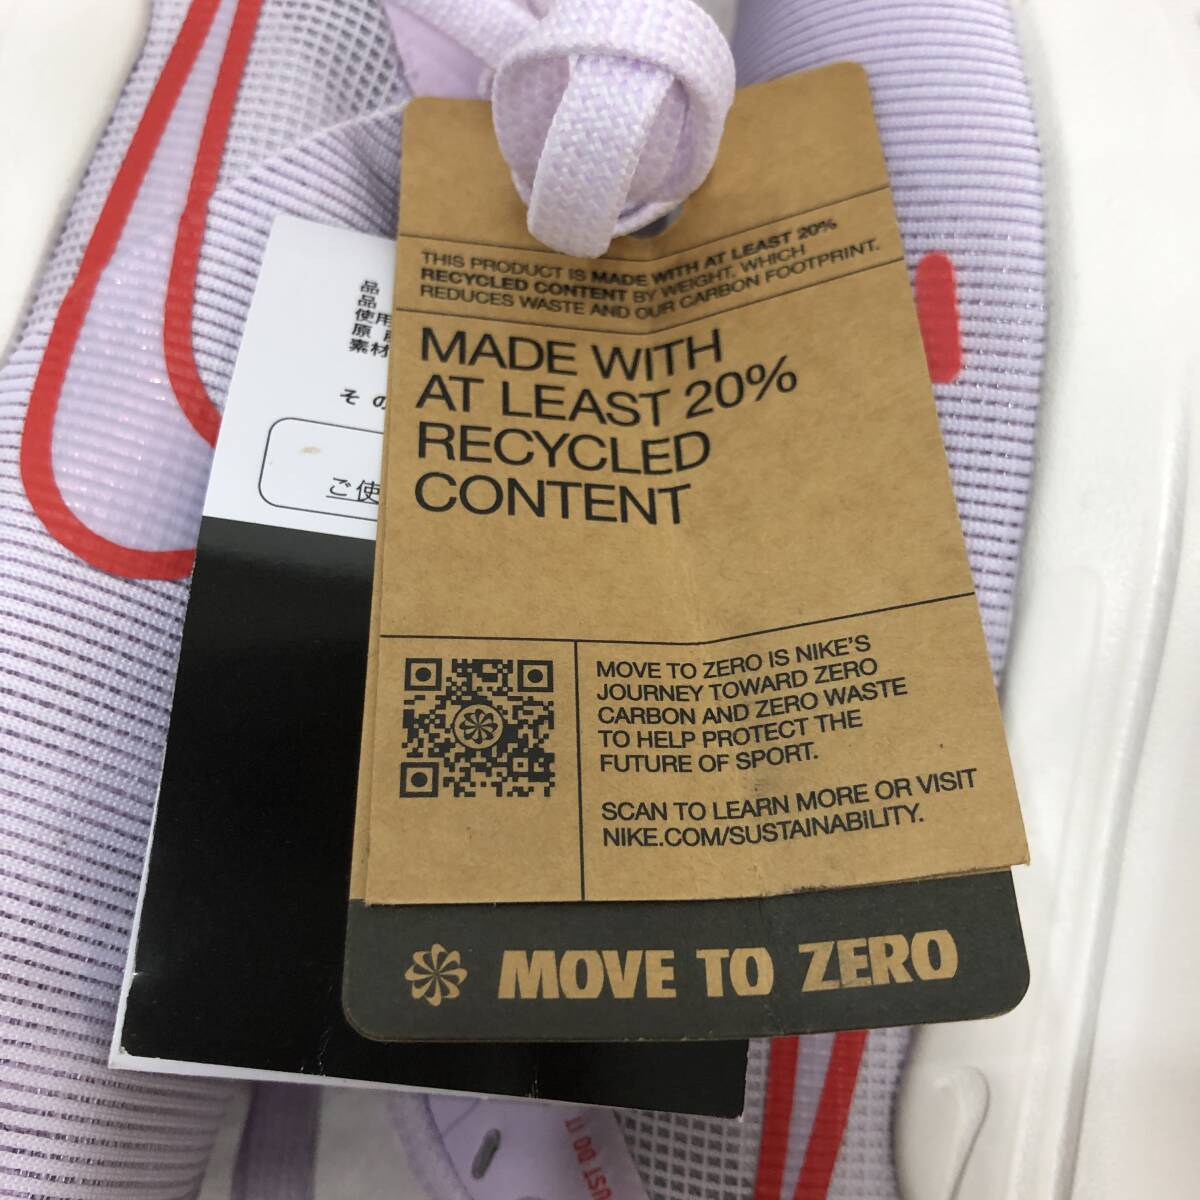 THIS PRODUCT IS MADE WITH AT LEAST 20%
RECYCLED CONTENT BY WEIGHT, WHICH
REDUCES WASTE AND OUR CARBON FOOTPRINT.
MADE WITH
AT LEAST 20%
RECYCLED
CONTENT
MOVE TO ZERO IS NIKE'S
JOURNEY TOWARD ZERO
CARBON AND ZERO WASTE
TO HELP PROTECT THE
FUTURE OF SPORT.
SCAN TO LEARN MORE OR VISIT
NIKE.COM/SUSTAINABILITY.
MOVE TO ZERO
品
品
使用
原
素材
その
ご使
JUST DO IT